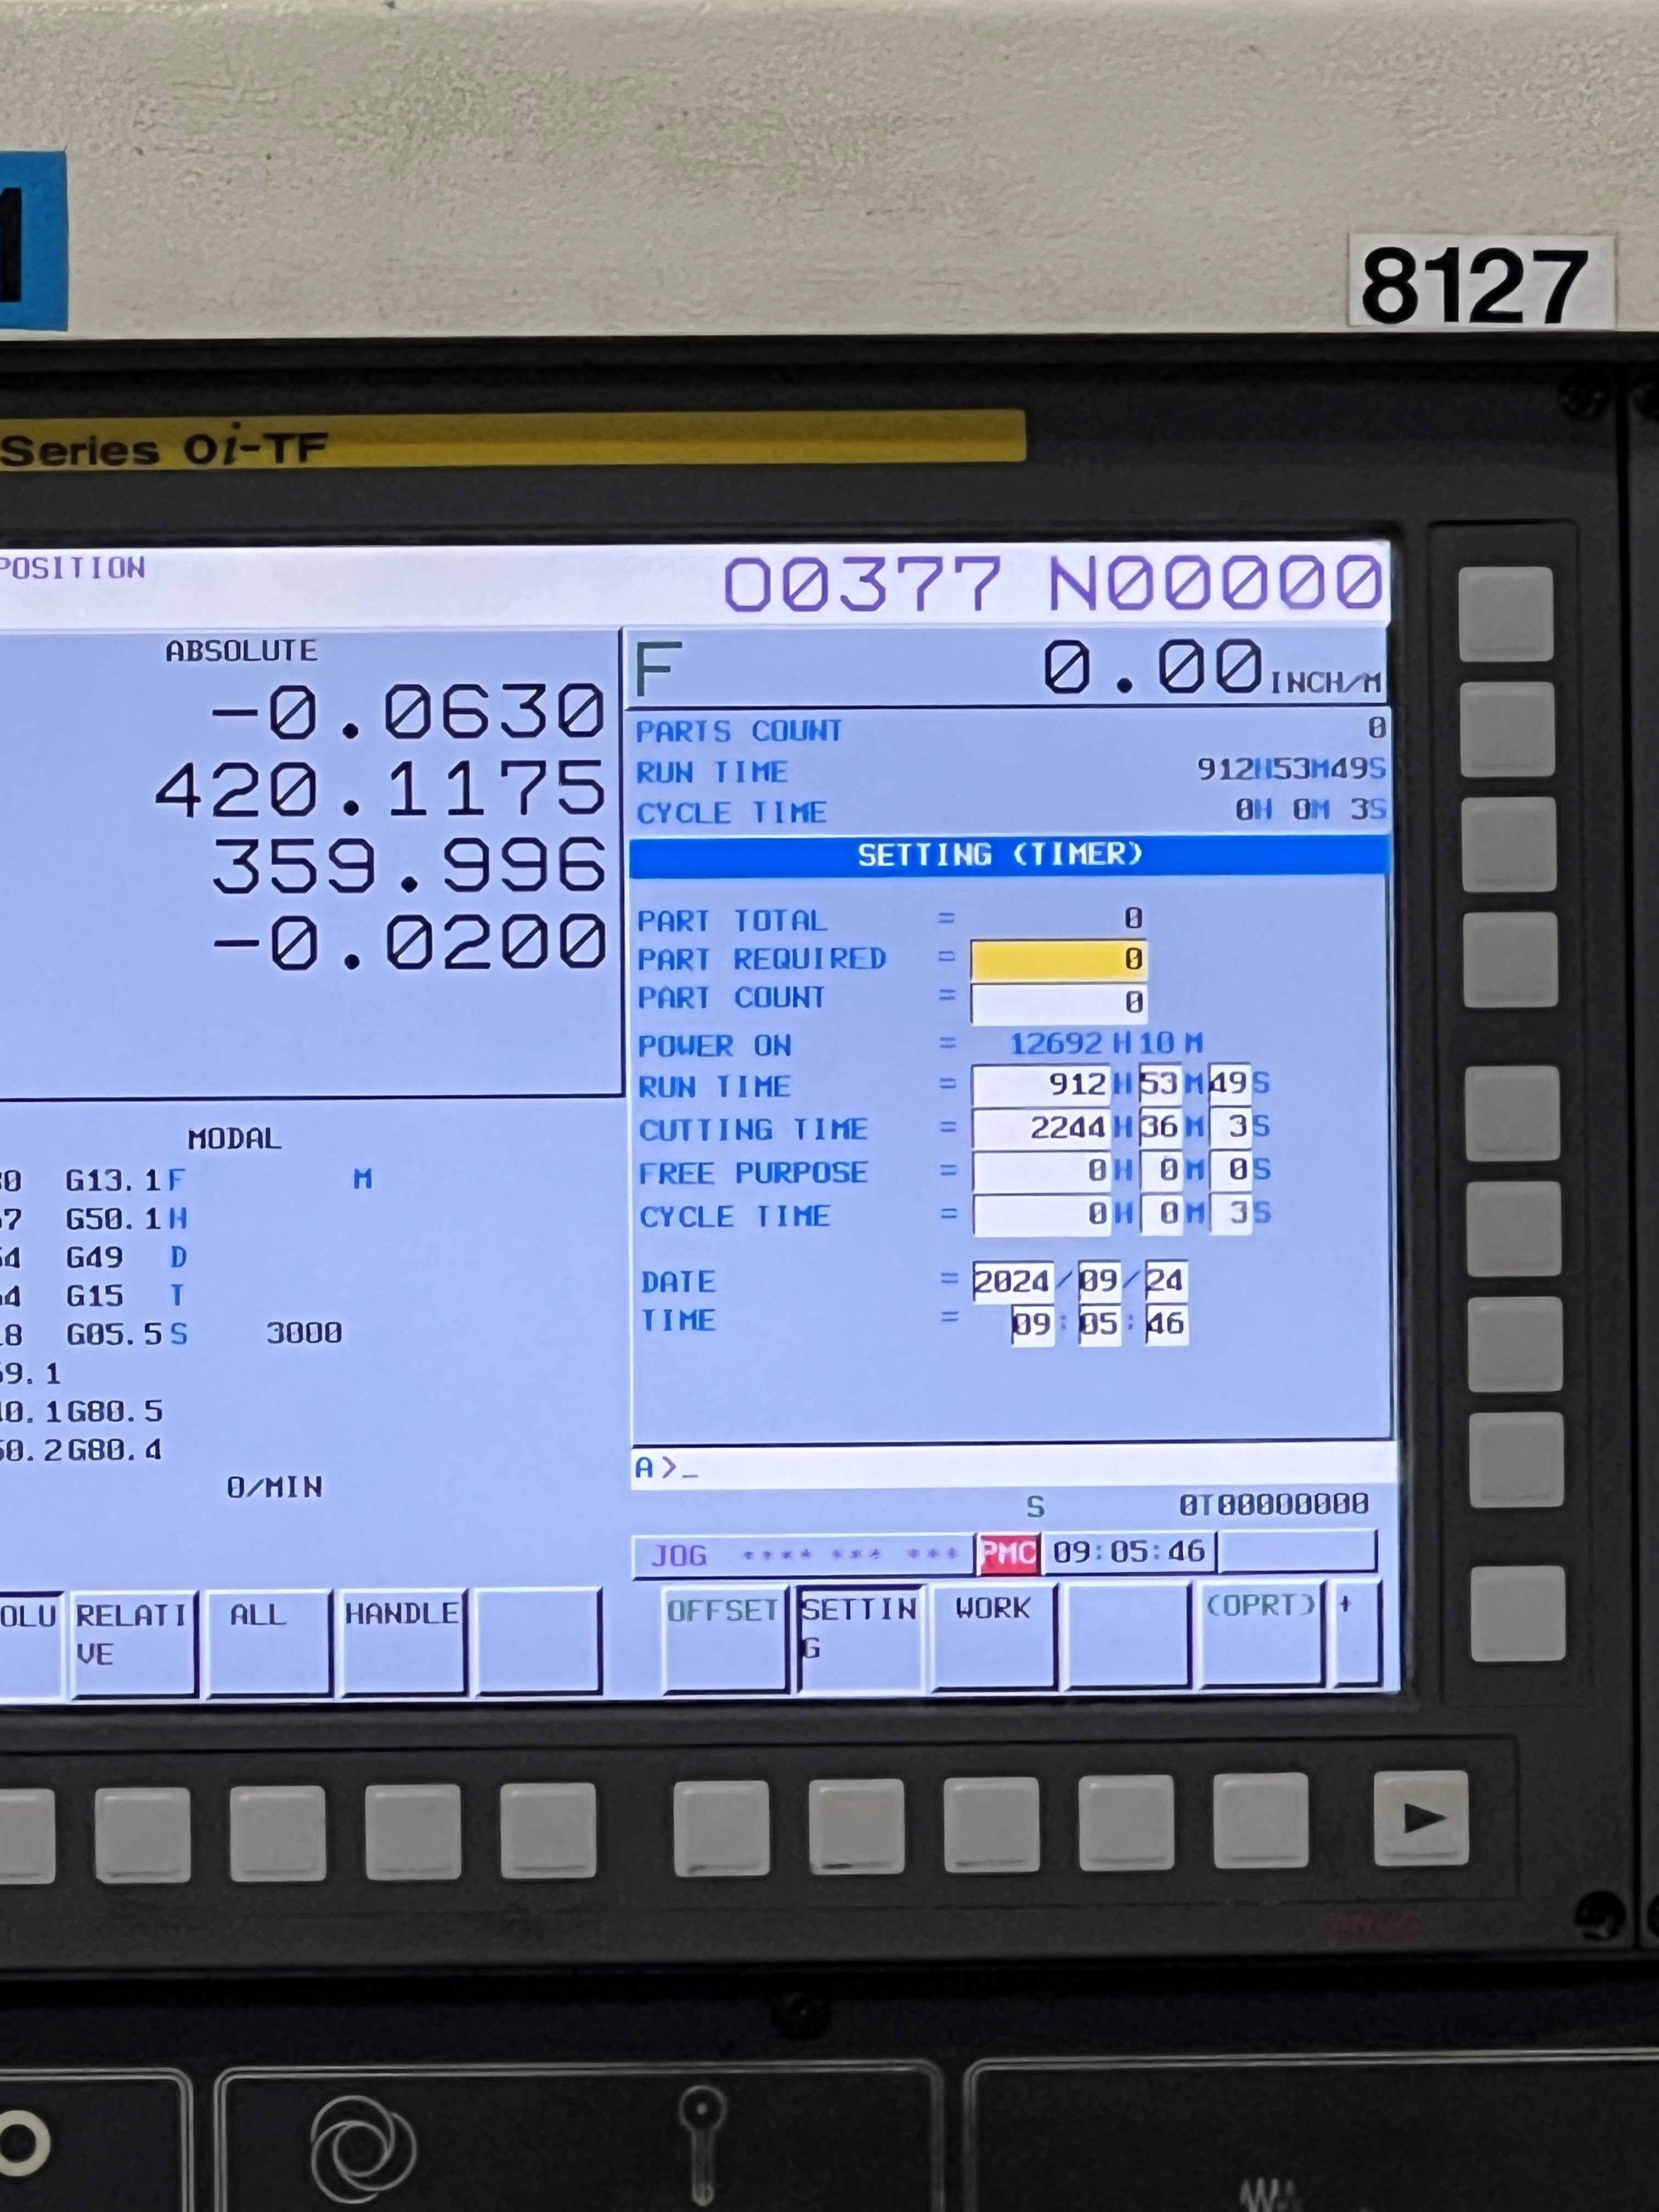 8127
Series 0i-TF
POSITION
O0377 N00000
ABSOLUTE
-0.0630
420.1175
359.996
-0.0200
F 0.00 INCH/M
PARTS COUNT 0
RUN TIME 912H53M49S
CYCLE TIME 0H 0M 3S
SETTING (TIMER)
PART TOTAL = 0
PART REQUIRED = 0
PART COUNT = 0
POWER ON = 12692 H 10 M
RUN TIME = 912 H 53 M 49 S
CUTTING TIME = 2244 H 36 M 3 S
FREE PURPOSE = 0 H 0 M 0 S
CYCLE TIME = 0 H 0 M 3 S
DATE = 2024/09/24
TIME = 09:05:46
MODAL
G13.1 F M
G50.1 H
G49 D
G15 T
G05.5 S 3000
G80.5
G80.4
0/MIN
A>_
S 0T00000000
JOG **** *** *** PMC 09:05:46
RELATIVE ALL HANDLE OFFSET SETTING WORK (OPRT) +